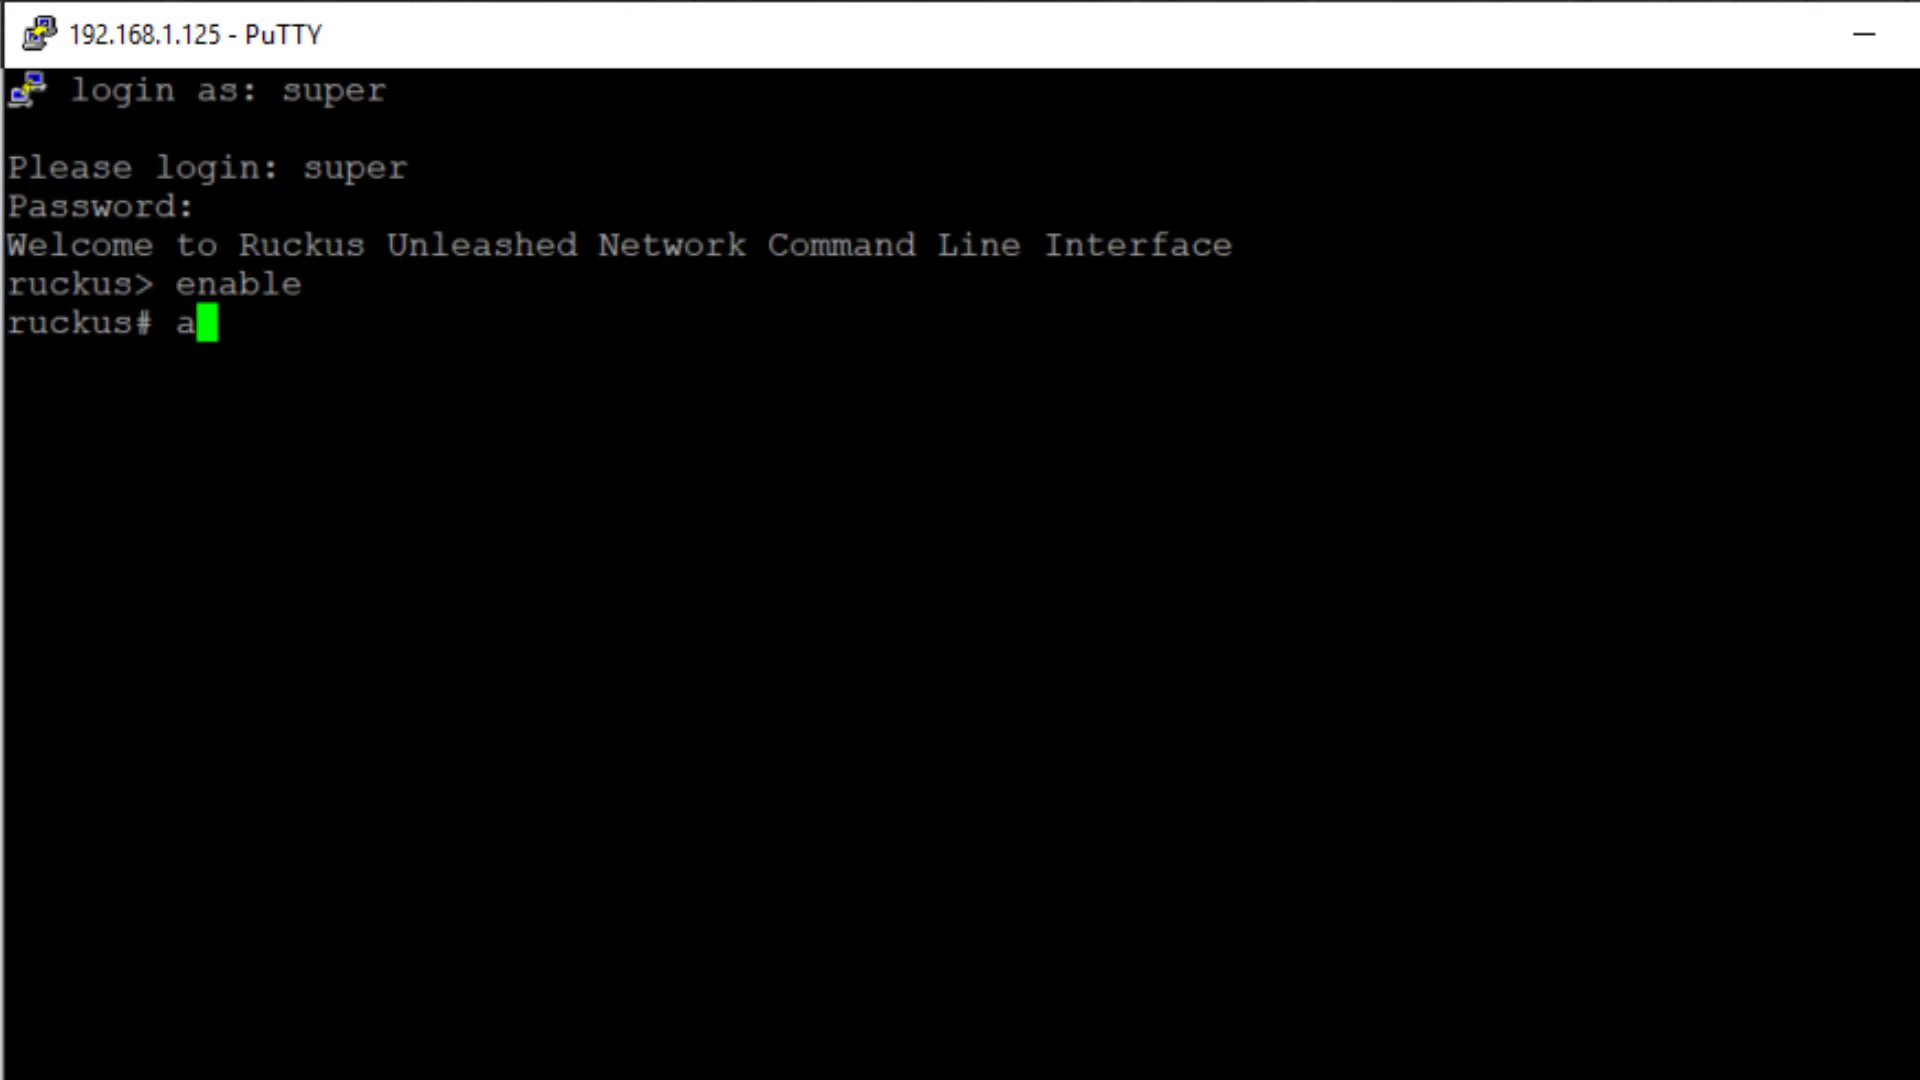 192.168.1.125 - PuTTY
login as: super
Please login: super
Password:
Welcome to Ruckus Unleashed Network Command Line Interface
ruckus> enable
ruckus# a